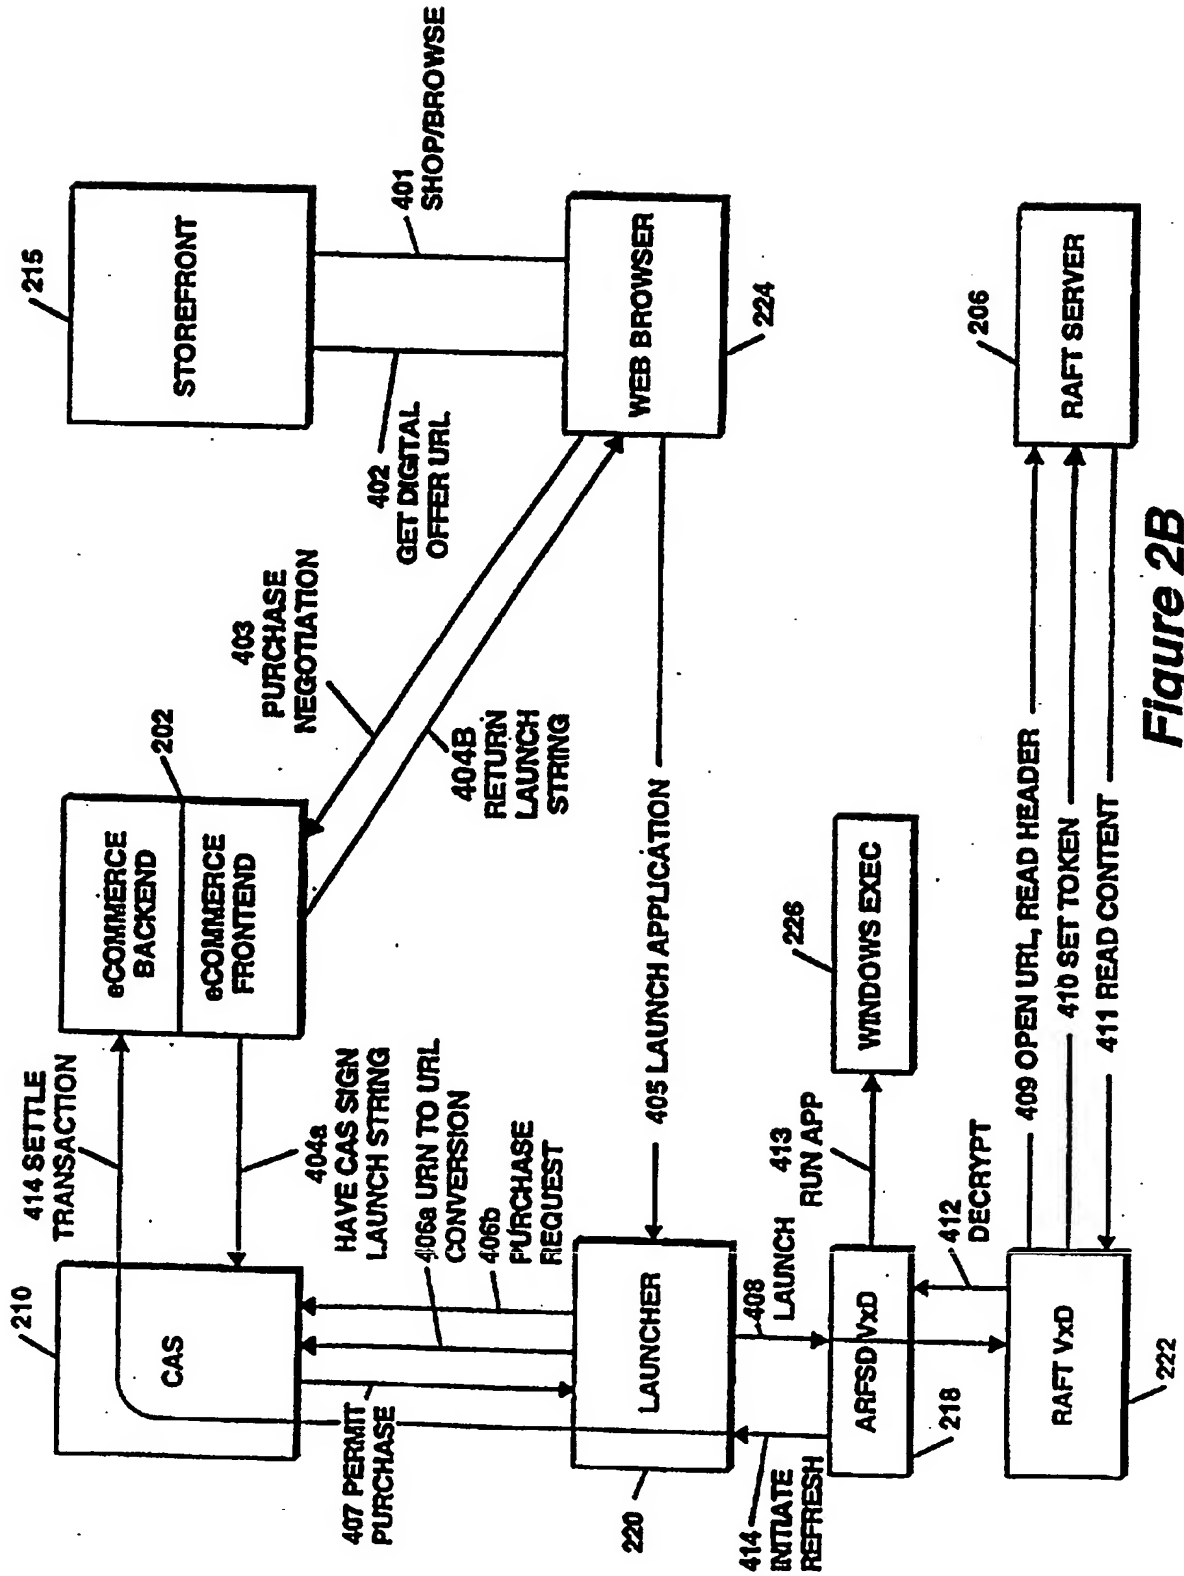 215
STOREFRONT
401
SHOP/BROWSE
402
GET DIGITAL
OFFER URL
WEB BROWSER
224
403
PURCHASE
NEGOTIATION
404B
RETURN
LAUNCH
STRING
202
eCOMMERCE
BACKEND
eCOMMERCE
FRONTEND
414 SETTLE
TRANSACTION
404a
HAVE CAS SIGN
LAUNCH STRING
406a URN TO URL
CONVERSION
406b
PURCHASE
REQUEST
210
CAS
407 PERMIT
PURCHASE
405 LAUNCH APPLICATION
LAUNCHER
220
408
LAUNCH
414
INITIATE
REFRESH
413
RUN APP
226
WINDOWS EXEC
ARFSD VxD
218
412
DECRYPT
RAFT VxD
222
409 OPEN URL, READ HEADER
410 SET TOKEN
411 READ CONTENT
206
RAFT SERVER
Figure 2B